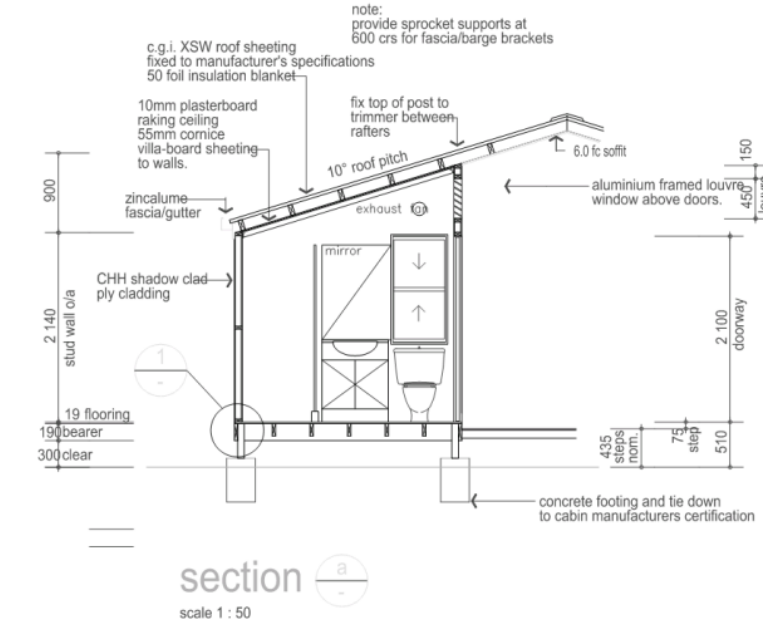 note:
provide sprocket supports at
600 crs for fascia/barge brackets
c.g.i. XSW roof sheeting
fixed to manufacturer's specifications
50 foil insulation blanket
10mm plasterboard
raking ceiling
55mm cornice
villa-board sheeting
to walls.
fix top of post to
trimmer between
rafters
10° roof pitch
6.0 fc soffit
150
900
zincalume
fascia/gutter
exhaust fan
aluminium framed louvre
window above doors.
450
mirror
CHH shadow clad
ply cladding
2 140
stud wall o/a
2 100
doorway
1
-
19 flooring
190 bearer
300 clear
435
steps
nom.
75
step
510
concrete footing and tie down
to cabin manufacturers certification
section
a
-
scale 1 : 50